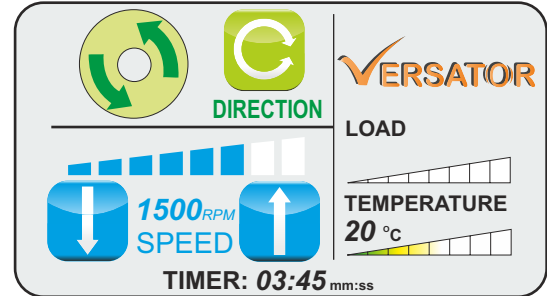 DIRECTION
1500RPM
SPEED
VERSATOR
LOAD
TEMPERATURE
20 °C
TIMER: 03:45 mm:ss